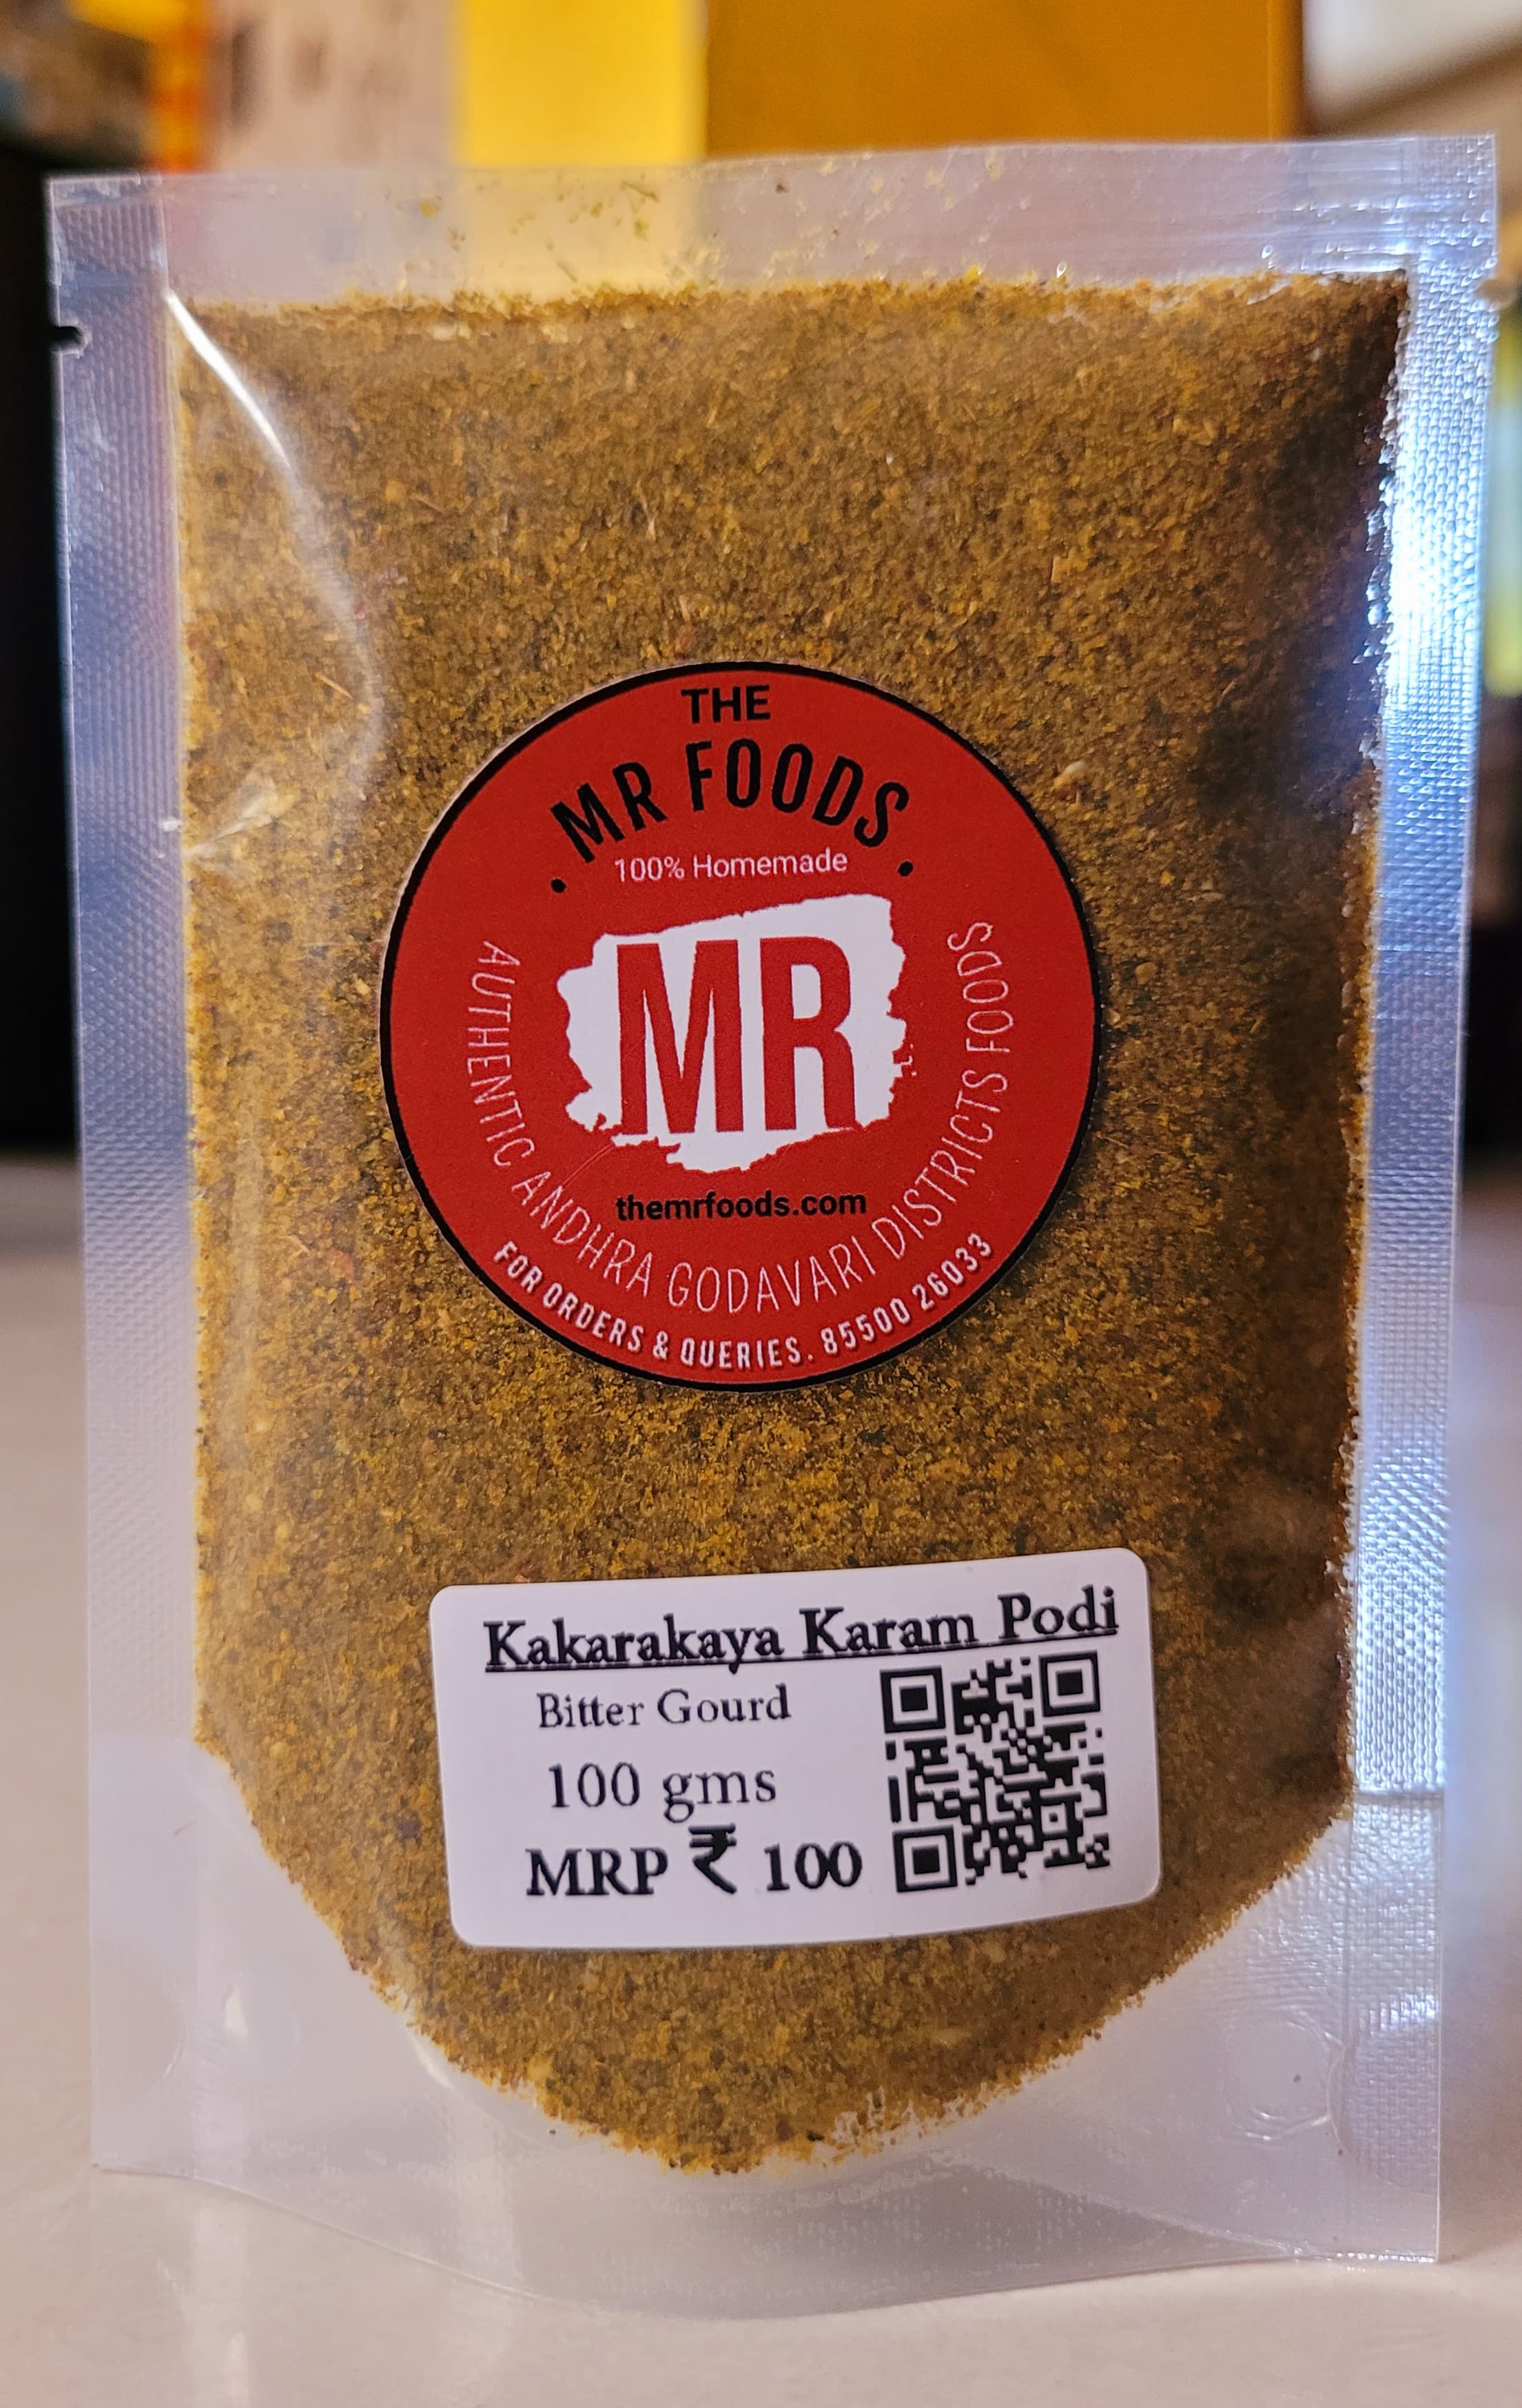 THE
MR FOODS
100% Homemade
MR
themrfoods.com
AUTHENTIC ANDHRA GODAVARI DISTRICTS FOODS
FOR ORDERS & QUERIES. 85500 26033
Kakarakaya Karam Podi
Bitter Gourd
100 gms
MRP ₹ 100